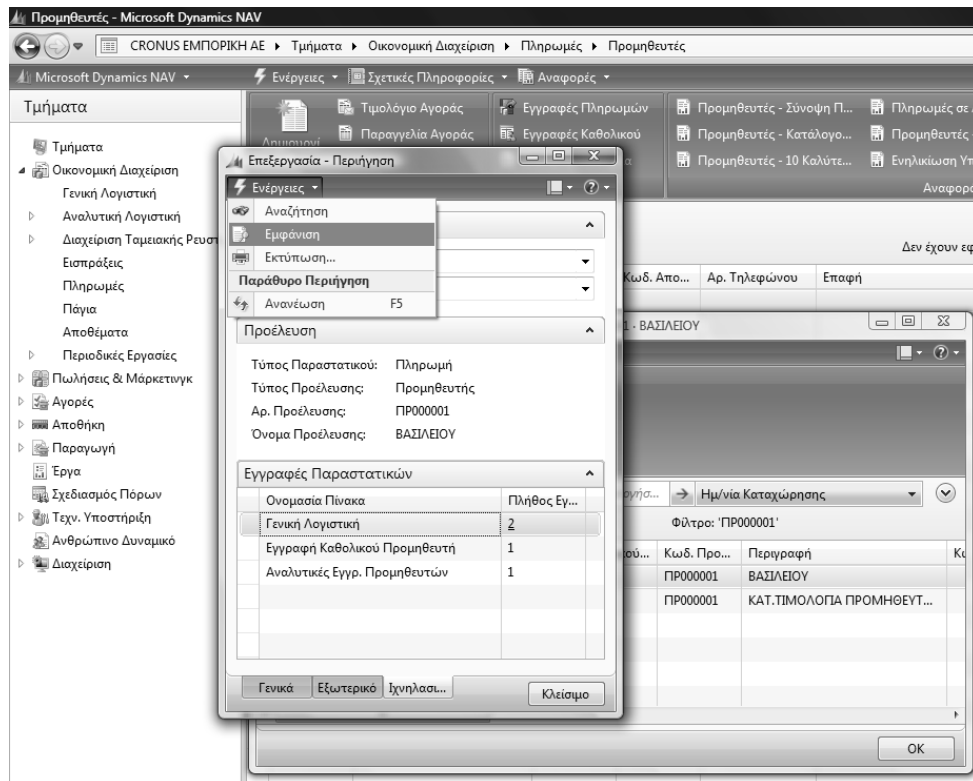 Προμηθευτές - Microsoft Dynamics NAV
CRONUS ΕΜΠΟΡΙΚΗ ΑΕ Τμήματα Οικονομική Διαχείριση Πληρωμές Προμηθευτές
Microsoft Dynamics NAV Ενέργειες Σχετικές Πληροφορίες Αναφορές
Τμήματα
Τμήματα
Οικονομική Διαχείριση
Γενική Λογιστική
Αναλυτική Λογιστική
Διαχείριση Ταμειακής Ρευστ
Εισπράξεις
Πληρωμές
Πάγια
Αποθέματα
Περιοδικές Εργασίες
Πωλήσεις & Μάρκετινγκ
Αγορές
Αποθήκη
Παραγωγή
Έργα
Σχεδιασμός Πόρων
Τεχν. Υποστήριξη
Ανθρώπινο Δυναμικό
Διαχείριση
Τιμολόγιο Αγοράς Εγγραφές Πληρωμών Προμηθευτές - Σύνοψη Π... Πληρωμές σε
Παραγγελία Αγοράς Εγγραφές Καθολικού Προμηθευτές - Κατάλογο... Προμηθευτές
Προμηθευτές - 10 Καλύτε... Ενηλικίωση Υπ
Αναφορ
Δεν έχουν εφ
Κωδ. Απο... Αρ. Τηλεφώνου Επαφή
Επεξεργασία - Περιήγηση
Ενέργειες
Αναζήτηση
Εμφάνιση
Εκτύπωση...
Παράθυρο Περιήγηση
Ανανέωση F5
Προέλευση
Τύπος Παραστατικού: Πληρωμή
Τύπος Προέλευσης: Προμηθευτής
Αρ. Προέλευσης: ΠΡ000001
Όνομα Προέλευσης: ΒΑΣΙΛΕΙΟΥ
Εγγραφές Παραστατικών
Ονομασία Πίνακα Πλήθος Εγ...
Γενική Λογιστική 2
Εγγραφή Καθολικού Προμηθευτή 1
Αναλυτικές Εγγρ. Προμηθευτών 1
Γενικά Εξωτερικό Ιχνηλασι...
Κλείσιμο
1 - ΒΑΣΙΛΕΙΟΥ
Ημ/νία Καταχώρησης
Φίλτρο: 'ΠΡ000001'
Κωδ. Προ... Περιγραφή
ΠΡ000001 ΒΑΣΙΛΕΙΟΥ
ΠΡ000001 ΚΑΤ.ΤΙΜΟΛΟΓΙΑ ΠΡΟΜΗΘΕΥΤ...
OK